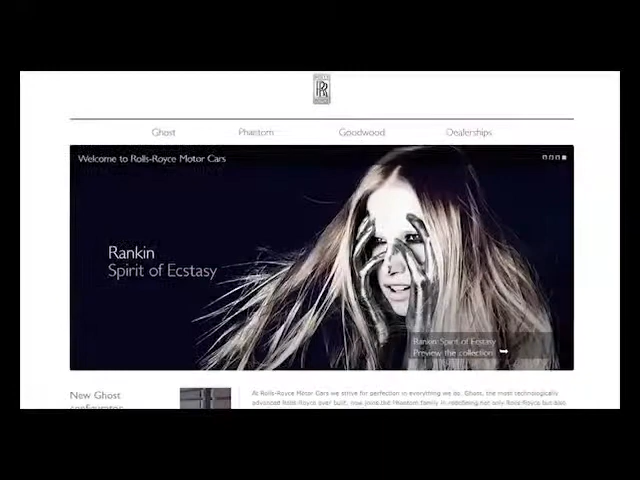 RR
Ghost Phantom Goodwood Dealerships
Welcome to Rolls-Royce Motor Cars
Rankin
Spirit of Ecstasy
Rankin Spirit of Ecstasy
Preview the collection
New Ghost
configurator
At Rolls-Royce Motor Cars we strive for perfection in everything we do. Ghost, the most technologically
advanced Rolls-Royce ever built, now joins the Phantom family in redefining not only Rolls-Royce but also